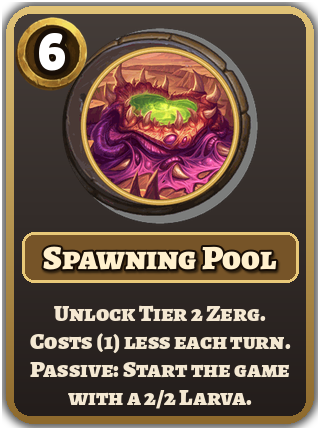 6
Spawning Pool
Unlock Tier 2 Zerg.
Costs (1) less each turn.
Passive: Start the game
with a 2/2 Larva.